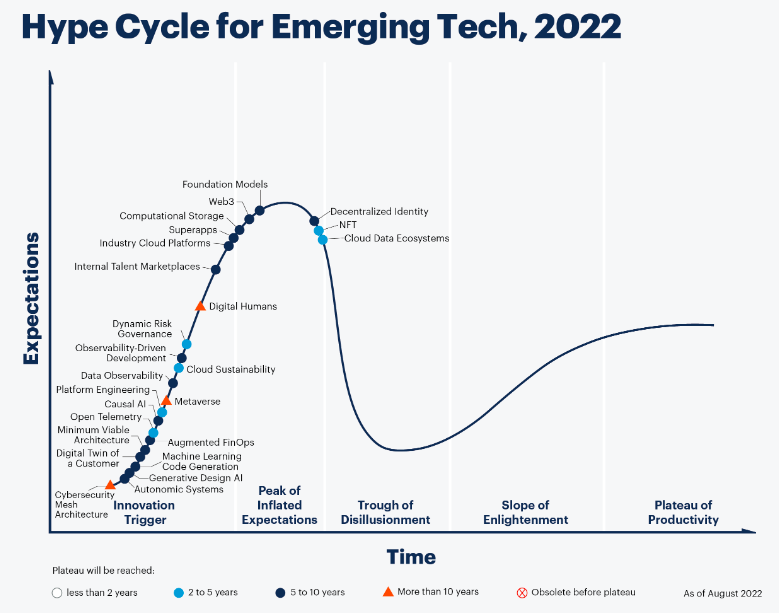 Hype Cycle for Emerging Tech, 2022
Expectations
Foundation Models
Web3
Computational Storage
Superapps
Industry Cloud Platforms
Internal Talent Marketplaces
Decentralized Identity
NFT
Cloud Data Ecosystems
Digital Humans
Dynamic Risk
Governance
Observability-Driven
Development
Cloud Sustainability
Data Observability
Platform Engineering
Metaverse
Causal AI
Open Telemetry
Minimum Viable
Architecture
Augmented FinOps
Digital Twin of
a Customer
Machine Learning
Code Generation
Generative Design AI
Autonomic Systems
Cybersecurity
Mesh
Architecture
Innovation
Trigger
Peak of
Inflated
Expectations
Trough of
Disillusionment
Slope of
Enlightenment
Plateau of
Productivity
Time
Plateau will be reached:
less than 2 years
2 to 5 years
5 to 10 years
More than 10 years
Obsolete before plateau
As of August 2022